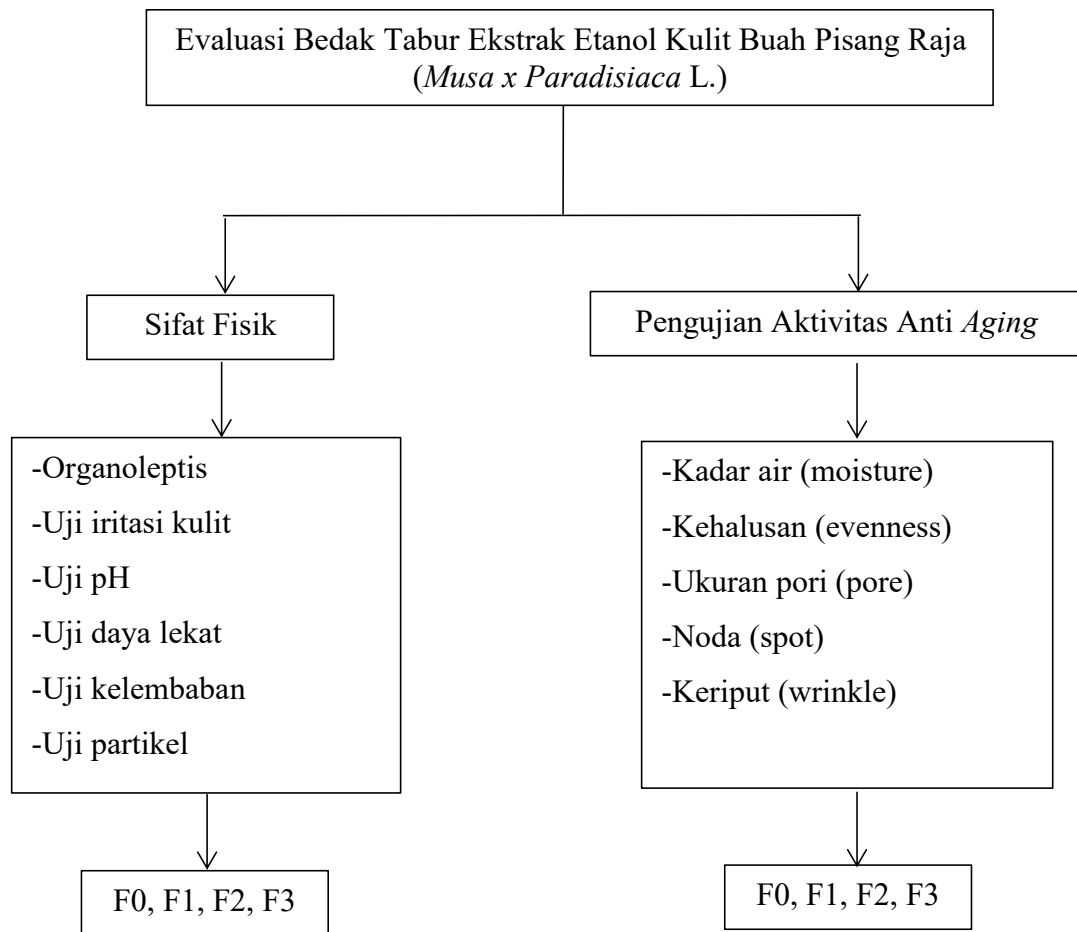 Evaluasi Bedak Tabur Ekstrak Etanol Kulit Buah Pisang Raja
(Musa x Paradisiaca L.)
Sifat Fisik
Pengujian Aktivitas Anti Aging
-Organoleptis
-Uji iritasi kulit
-Uji pH
-Uji daya lekat
-Uji kelembaban
-Uji partikel
-Kadar air (moisture)
-Kehalusan (evenness)
-Ukuran pori (pore)
-Noda (spot)
-Keriput (wrinkle)
F0, F1, F2, F3
F0, F1, F2, F3